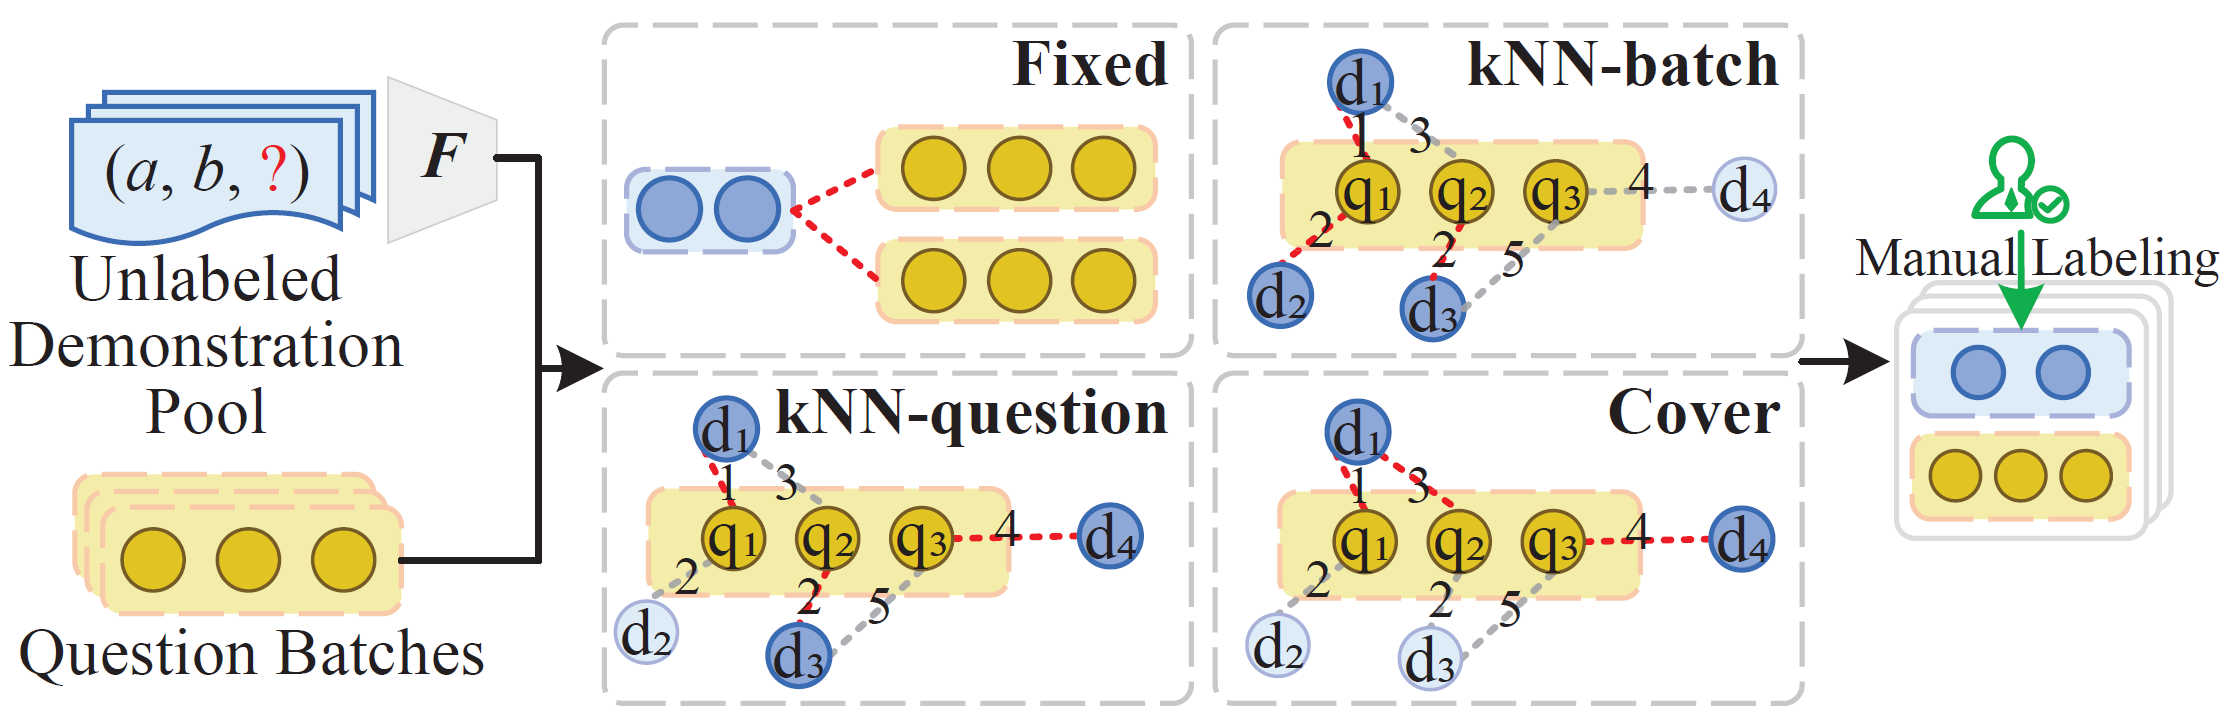 (a, b, ?)
F
Unlabeled
Demonstration
Pool
Question Batches
Fixed
kNN-batch
d₁
1
3
q₁
q₂
q₃
4
d₄
2
2
5
d₂
d₃
kNN-question
d₁
1
3
q₁
q₂
q₃
4
d₄
2
2
5
d₂
d₃
Cover
d₁
1
3
q₁
q₂
q₃
4
d₄
2
2
5
d₂
d₃
Manual Labeling